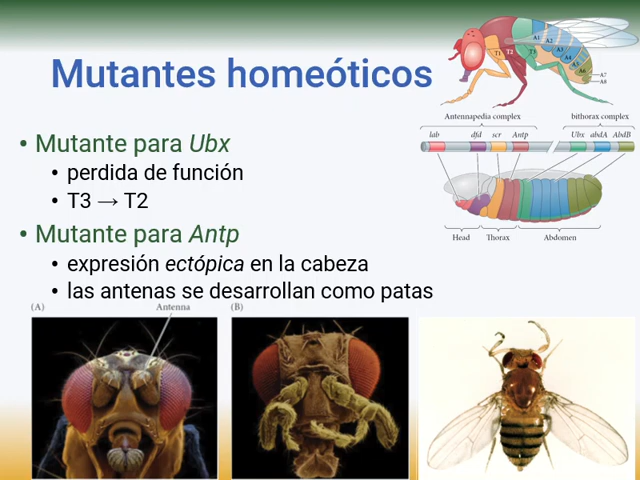 Mutantes homeóticos
T1
T2
T3
A1
A2
A3
A4
A5
A6
A7
A8
Antennapedia complex
bithorax complex
lab dfd scr Antp Ubx abdA AbdB
Head Thorax Abdomen
• Mutante para Ubx
• perdida de función
• T3 → T2
• Mutante para Antp
• expresión ectópica en la cabeza
• las antenas se desarrollan como patas
(A) Antenna (B)